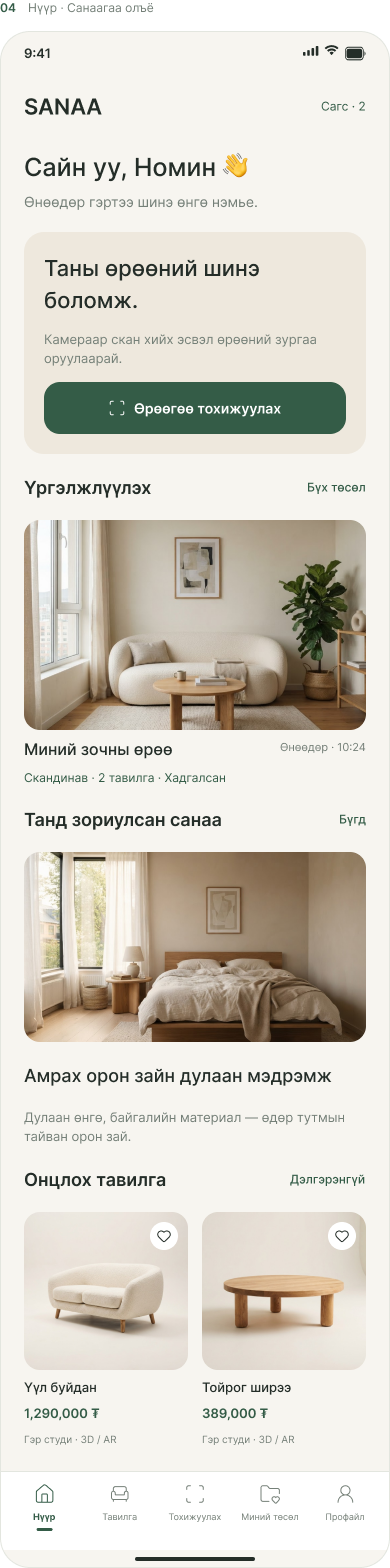 04 Нүүр · Санаагаа олъё
9:41
SANAA
Сагс · 2
Сайн уу, Номин 👋
Өнөөдөр гэртээ шинэ өнгө нэмье.
Таны өрөөний шинэ
боломж.
Камераар скан хийх эсвэл өрөөний зургаа
оруулаарай.
Өрөөгөө тохижуулах
Үргэлжлүүлэх
Бүх төсөл
Миний зочны өрөө
Өнөөдөр · 10:24
Скандинав · 2 тавилга · Хадгалсан
Танд зориулсан санаа
Бүгд
Амрах орон зайн дулаан мэдрэмж
Дулаан өнгө, байгалийн материал — өдөр тутмын
тайван орон зай.
Онцлох тавилга
Дэлгэрэнгүй
Үүл буйдан
1,290,000 ₮
Гэр студи · 3D / AR
Тойрог ширээ
389,000 ₮
Гэр студи · 3D / AR
Нүүр
Тавилга
Тохижуулах
Миний төсөл
Профайл